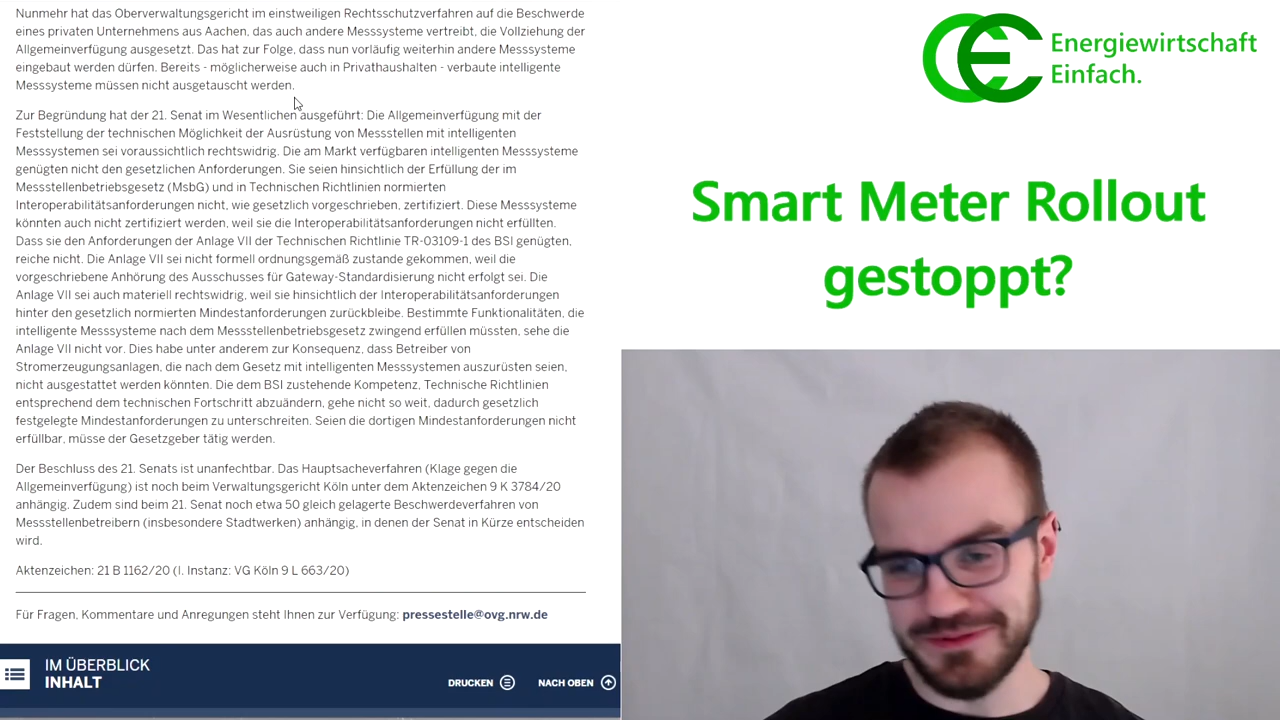 Nunmehr hat das Oberverwaltungsgericht im einstweiligen Rechtsschutzverfahren auf die Beschwerde
eines privaten Unternehmens aus Aachen, das auch andere Messsysteme vertreibt, die Vollziehung der
Allgemeinverfügung ausgesetzt. Das hat zur Folge, dass nun vorläufig weiterhin andere Messsysteme
eingebaut werden dürfen. Bereits - möglicherweise auch in Privathaushalten - verbaute intelligente
Messsysteme müssen nicht ausgetauscht werden.
Zur Begründung hat der 21. Senat im Wesentlichen ausgeführt: Die Allgemeinverfügung mit der
Feststellung der technischen Möglichkeit der Ausrüstung von Messstellen mit intelligenten
Messsystemen sei voraussichtlich rechtswidrig. Die am Markt verfügbaren intelligenten Messsysteme
genügten nicht den gesetzlichen Anforderungen. Sie seien hinsichtlich der Erfüllung der im
Messstellenbetriebsgesetz (MsbG) und in Technischen Richtlinien normierten
Interoperabilitätsanforderungen nicht, wie gesetzlich vorgeschrieben, zertifiziert. Diese Messsysteme
könnten auch nicht zertifiziert werden, weil sie die Interoperabilitätsanforderungen nicht erfüllten.
Dass sie den Anforderungen der Anlage VII der Technischen Richtlinie TR-03109-1 des BSI genügten,
reiche nicht. Die Anlage VII sei nicht formell ordnungsgemäß zustande gekommen, weil die
vorgeschriebene Anhörung des Ausschusses für Gateway-Standardisierung nicht erfolgt sei. Die
Anlage VII sei auch materiell rechtswidrig, weil sie hinsichtlich der Interoperabilitätsanforderungen
hinter den gesetzlich normierten Mindestanforderungen zurückbleibe. Bestimmte Funktionalitäten, die
intelligente Messsysteme nach dem Messstellenbetriebsgesetz zwingend erfüllen müssten, sehe die
Anlage VII nicht vor. Dies habe unter anderem zur Konsequenz, dass Betreiber von
Stromerzeugungsanlagen, die nach dem Gesetz mit intelligenten Messsystemen auszurüsten seien,
nicht ausgestattet werden könnten. Die dem BSI zustehende Kompetenz, Technische Richtlinien
entsprechend dem technischen Fortschritt abzuändern, gehe nicht so weit, dadurch gesetzlich
festgelegte Mindestanforderungen zu unterschreiten. Seien die dortigen Mindestanforderungen nicht
erfüllbar, müsse der Gesetzgeber tätig werden.
Der Beschluss des 21. Senats ist unanfechtbar. Das Hauptsacheverfahren (Klage gegen die
Allgemeinverfügung) ist noch beim Verwaltungsgericht Köln unter dem Aktenzeichen 9 K 3784/20
anhängig. Zudem sind beim 21. Senat noch etwa 50 gleich gelagerte Beschwerdeverfahren von
Messstellenbetreibern (insbesondere Stadtwerken) anhängig, in denen der Senat in Kürze entscheiden
wird.
Aktenzeichen: 21 B 1162/20 (I. Instanz: VG Köln 9 L 663/20)
Für Fragen, Kommentare und Anregungen steht Ihnen zur Verfügung: pressestelle@ovg.nrw.de
IM ÜBERBLICK
INHALT
DRUCKEN
NACH OBEN
Energiewirtschaft
Einfach.
Smart Meter Rollout
gestoppt?